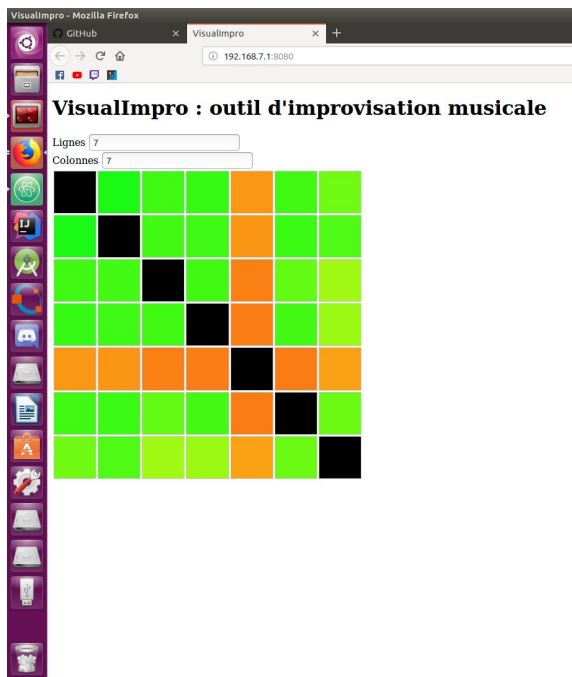 VisualImpro - Mozilla Firefox
GitHub × VisualImpro × +
192.168.7.1:8080
VisualImpro : outil d'improvisation musicale
Lignes 7
Colonnes 7